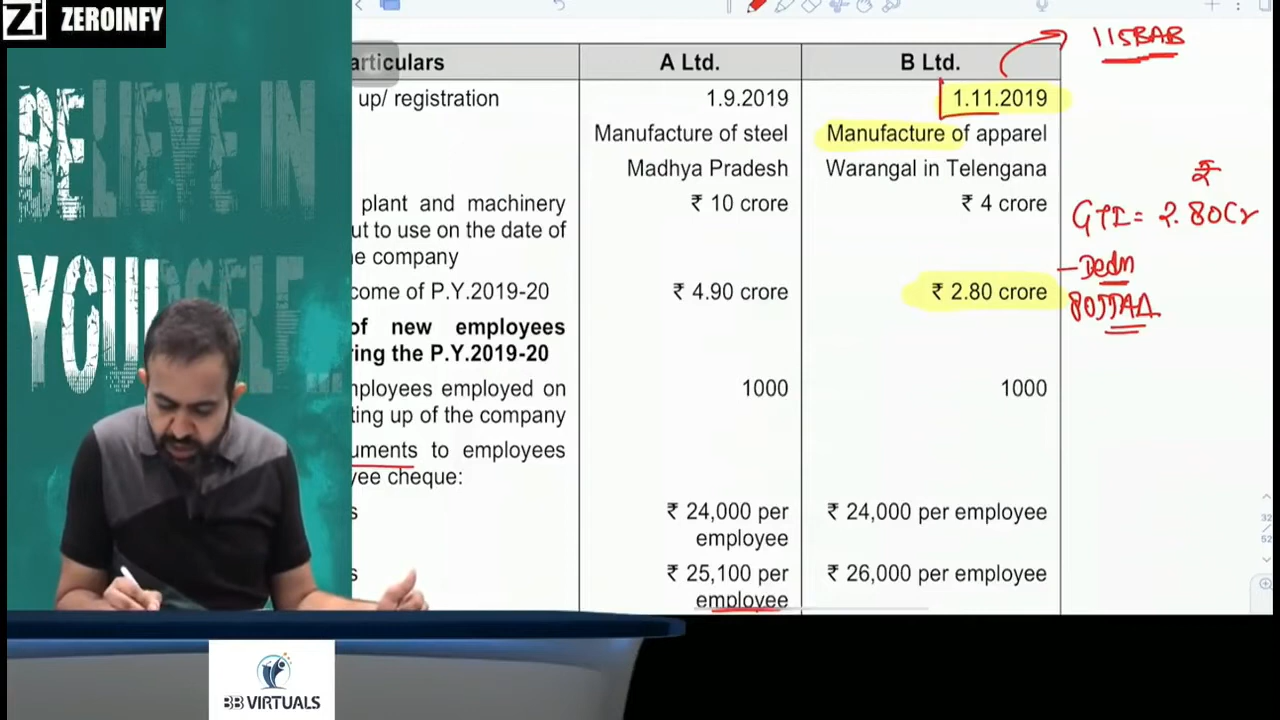 Zi ZEROINFY
BELIEVE IN
YOURSELF...
articulars A Ltd. B Ltd.
115BAB
up/ registration 1.9.2019 1.11.2019
Manufacture of steel Manufacture of apparel
Madhya Pradesh Warangal in Telengana
₹
plant and machinery ₹ 10 crore ₹ 4 crore
GTI = 2.80Cr
ut to use on the date of
e company
- Dedn
come of P.Y.2019-20 ₹ 4.90 crore ₹ 2.80 crore
80JJAA
of new employees
ring the P.Y.2019-20
mployees employed on 1000 1000
ting up of the company
uments to employees
yee cheque:
s ₹ 24,000 per ₹ 24,000 per employee
employee
s ₹ 25,100 per ₹ 26,000 per employee
employee
32
52
BB VIRTUALS